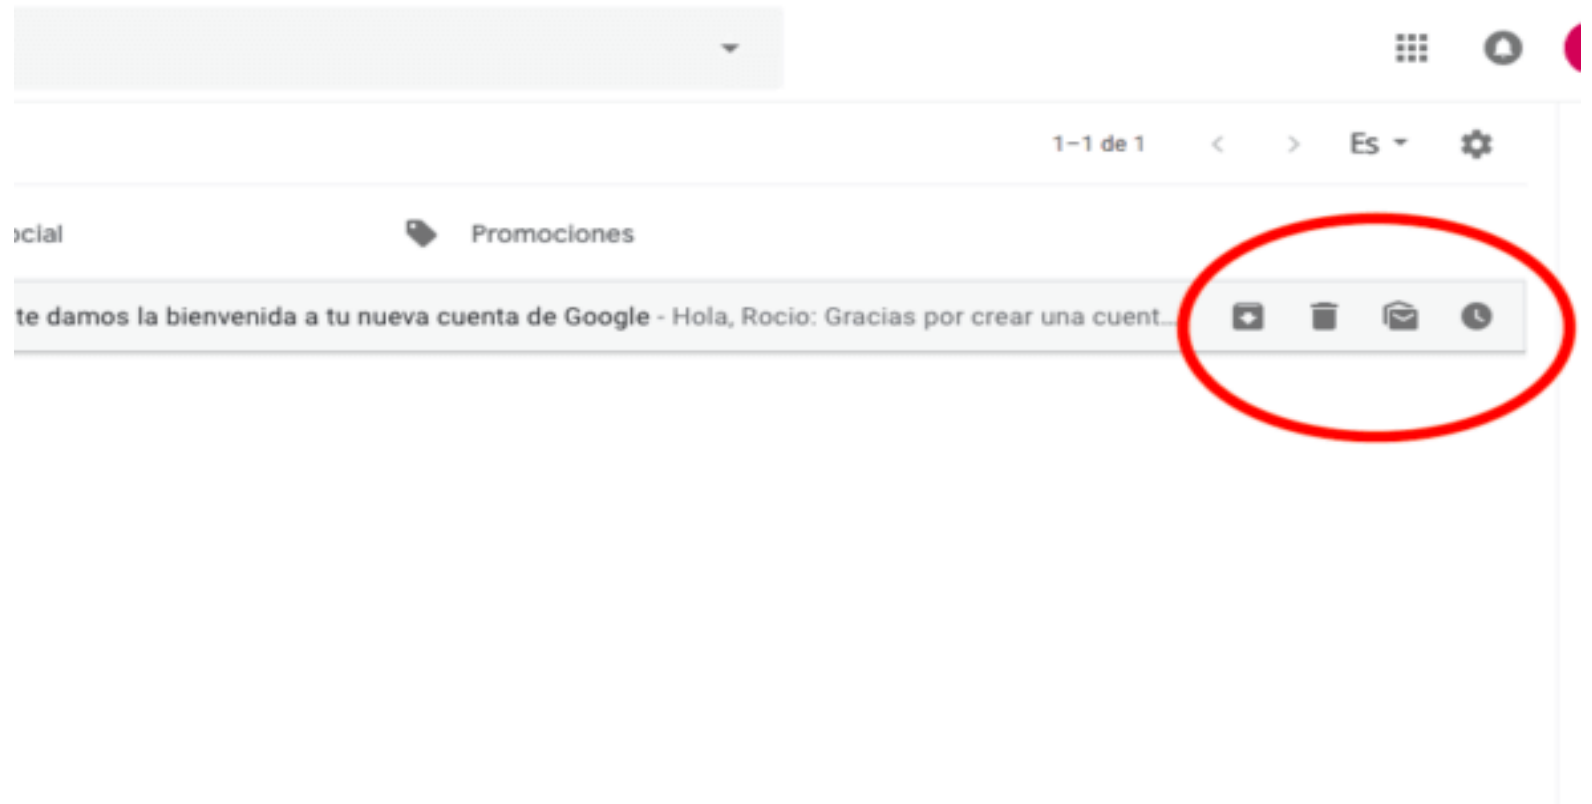 1–1 de 1 Es
ocial Promociones
te damos la bienvenida a tu nueva cuenta de Google - Hola, Rocio: Gracias por crear una cuent...